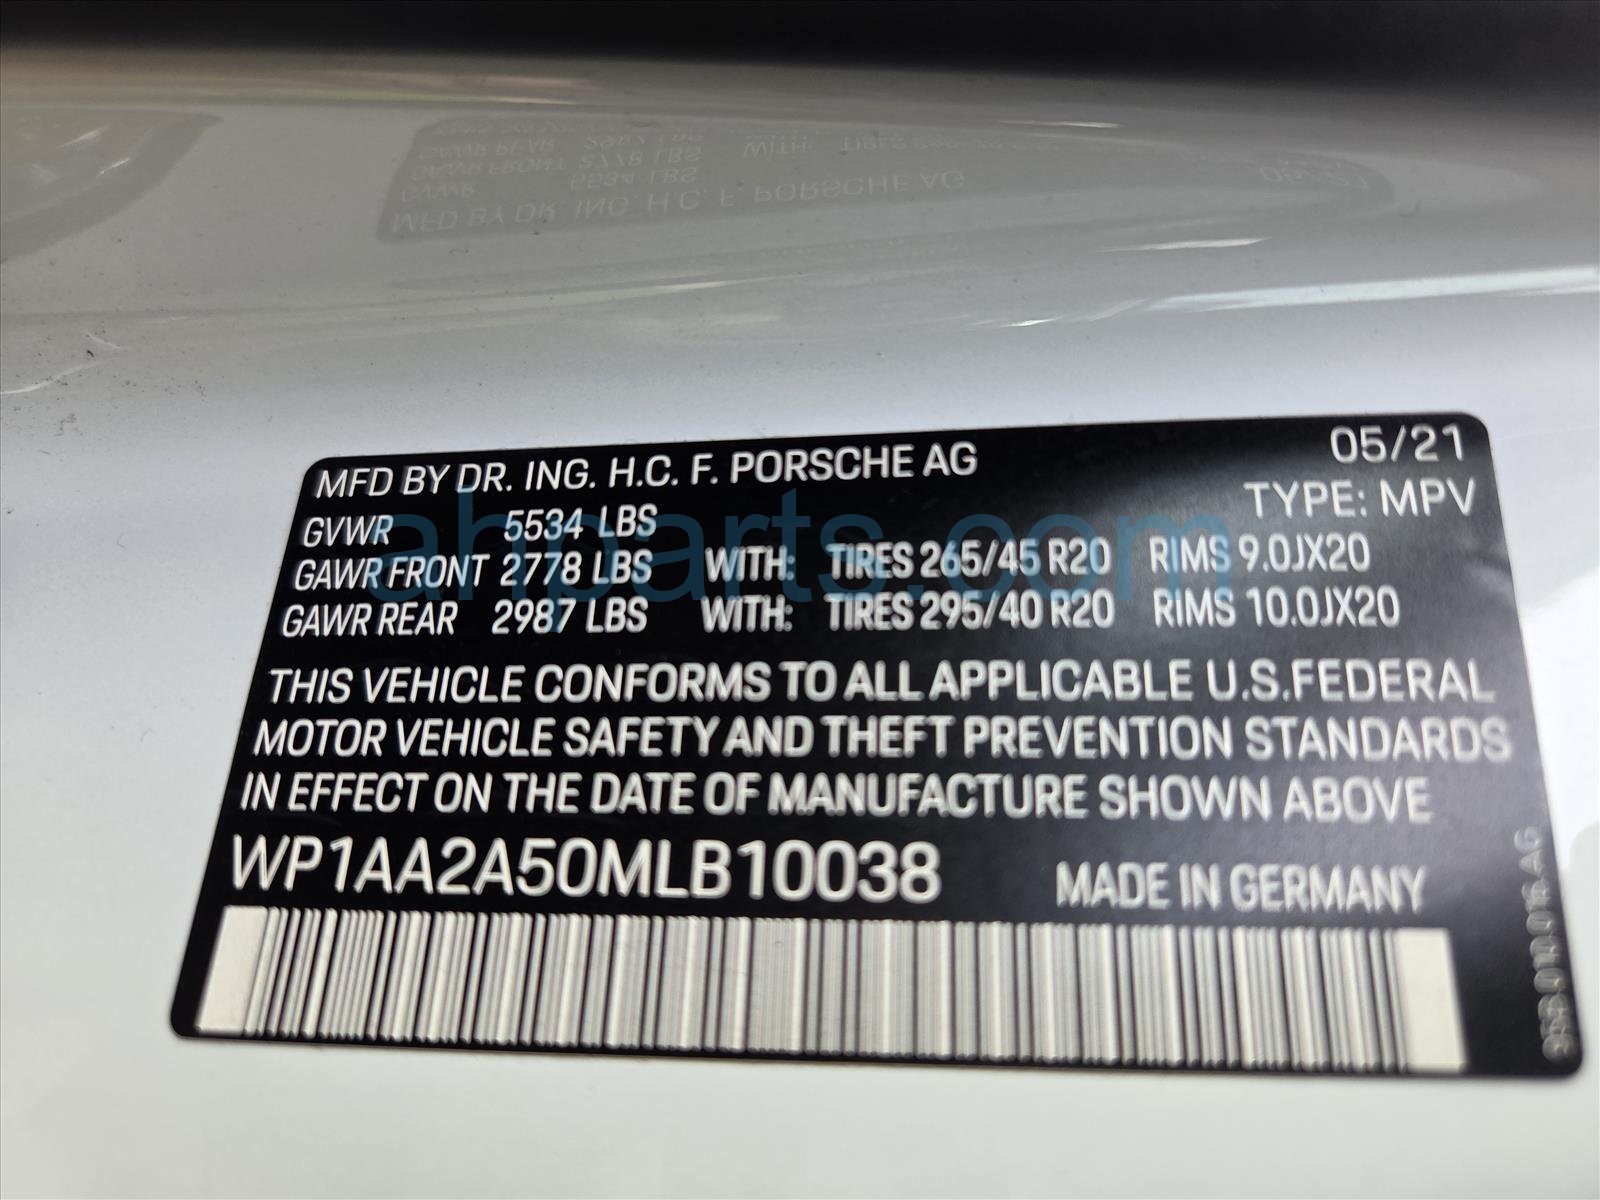 MFD BY DR. ING. H.C. F. PORSCHE AG 05/21
TYPE: MPV
GVWR 5534 LBS
GAWR FRONT 2778 LBS WITH: TIRES 265/45 R20 RIMS 9.0JX20
GAWR REAR 2987 LBS WITH: TIRES 295/40 R20 RIMS 10.0JX20
THIS VEHICLE CONFORMS TO ALL APPLICABLE U.S.FEDERAL
MOTOR VEHICLE SAFETY AND THEFT PREVENTION STANDARDS
IN EFFECT ON THE DATE OF MANUFACTURE SHOWN ABOVE
WP1AA2A50MLB10038 MADE IN GERMANY
ahparts.com